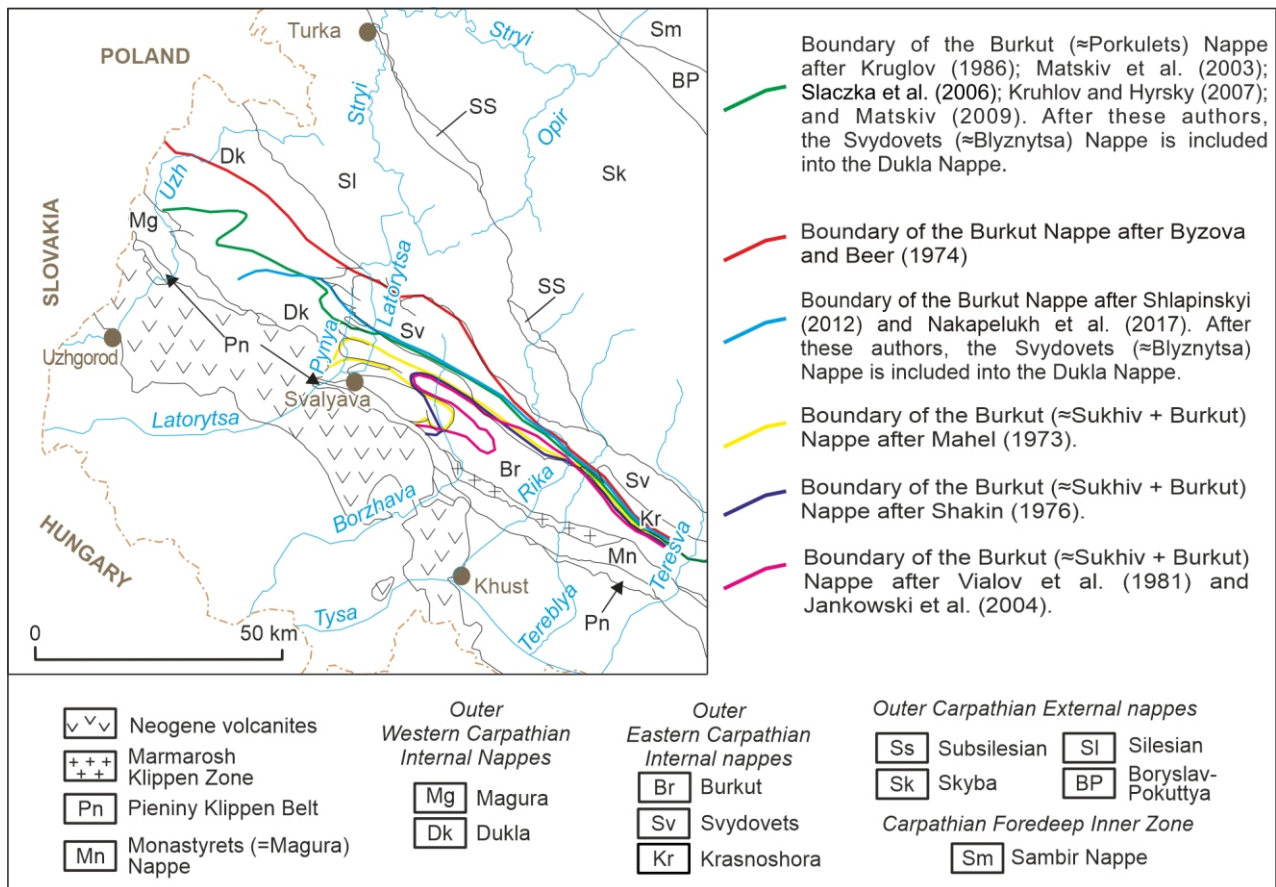 Turka
Stryi
Sm
POLAND
BP
SS
Stryi
Opir
Dk
Sl
Sk
Uzh
Mg
SLOVAKIA
Latorytsa
SS
Dk
Sv
Pynya
Pn
Uzhgorod
Svalyava
Latorytsa
Br
Rika
Sv
Borzhava
Kr
HUNGARY
Mn
Teresva
Khust
Tysa
Tereblya
Pn
0 50 km
Boundary of the Burkut (≈Porkulets) Nappe
after Kruglov (1986); Matskiv et al. (2003);
Slaczka et al. (2006); Kruhlov and Hyrsky (2007);
and Matskiv (2009). After these authors,
the Svydovets (≈Blyznytsa) Nappe is included
into the Dukla Nappe.
Boundary of the Burkut Nappe after Byzova
and Beer (1974)
Boundary of the Burkut Nappe after Shlapinskyi
(2012) and Nakapelukh et al. (2017). After
these authors, the Svydovets (≈Blyznytsa)
Nappe is included into the Dukla Nappe.
Boundary of the Burkut (≈Sukhiv + Burkut)
Nappe after Mahel (1973).
Boundary of the Burkut (≈Sukhiv + Burkut)
Nappe after Shakin (1976).
Boundary of the Burkut (≈Sukhiv + Burkut)
Nappe after Vialov et al. (1981) and
Jankowski et al. (2004).
Neogene volcanites
Marmarosh
Klippen Zone
Pn Pieniny Klippen Belt
Mn Monastyrets (=Magura)
Nappe
Outer
Western Carpathian
Internal Nappes
Mg Magura
Dk Dukla
Outer
Eastern Carpathian
Internal nappes
Br Burkut
Sv Svydovets
Kr Krasnoshora
Outer Carpathian External nappes
Ss Subsilesian
Sl Silesian
Sk Skyba
BP Boryslav-
Pokuttya
Carpathian Foredeep Inner Zone
Sm Sambir Nappe